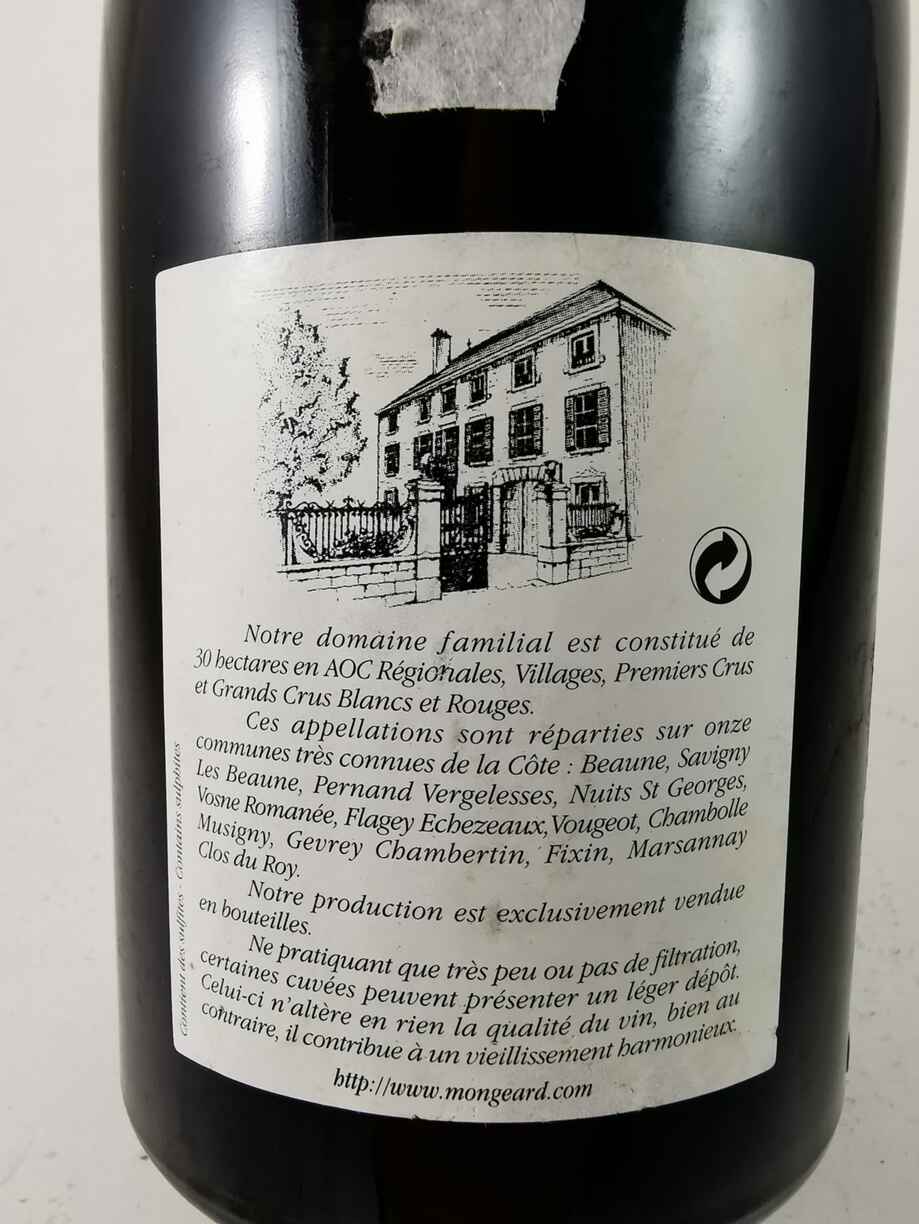 Notre domaine familial est constitué de
30 hectares en AOC Régionales, Villages, Premiers Crus
et Grands Crus Blancs et Rouges.
Ces appellations sont réparties sur onze
communes très connues de la Côte : Beaune, Savigny
Les Beaune, Pernand Vergelesses, Nuits St Georges,
Vosne Romanée, Flagey Echezeaux, Vougeot, Chambolle
Musigny, Gevrey Chambertin, Fixin, Marsannay
Clos du Roy.
Notre production est exclusivement vendue
en bouteilles.
Ne pratiquant que très peu ou pas de filtration,
certaines cuvées peuvent présenter un léger dépôt.
Celui-ci n'altère en rien la qualité du vin, bien au
contraire, il contribue à un vieillissement harmonieux.
http://www.mongeard.com
Contient des sulfites - Contains sulphites